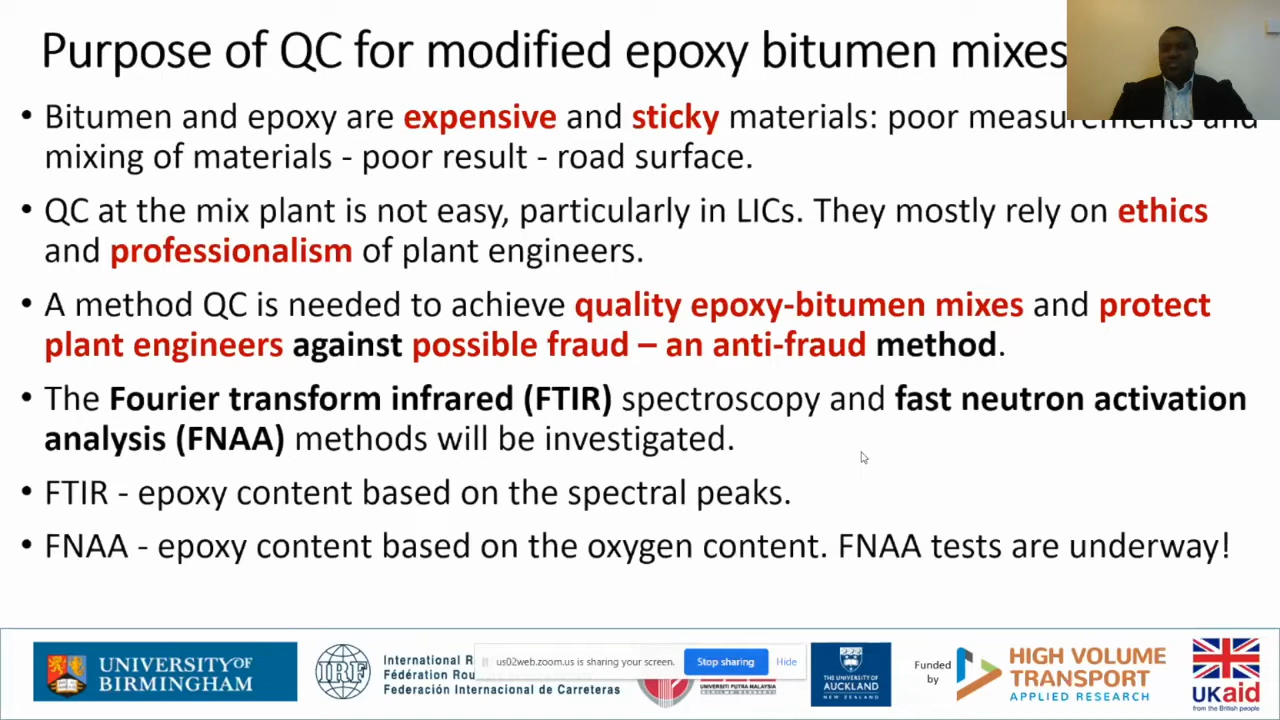 Purpose of QC for modified epoxy bitumen mixes
• Bitumen and epoxy are expensive and sticky materials: poor measurements and
mixing of materials - poor result - road surface.
• QC at the mix plant is not easy, particularly in LICs. They mostly rely on ethics
and professionalism of plant engineers.
• A method QC is needed to achieve quality epoxy-bitumen mixes and protect
plant engineers against possible fraud – an anti-fraud method.
• The Fourier transform infrared (FTIR) spectroscopy and fast neutron activation
analysis (FNAA) methods will be investigated.
• FTIR - epoxy content based on the spectral peaks.
• FNAA - epoxy content based on the oxygen content. FNAA tests are underway!
UNIVERSITY OF
BIRMINGHAM
IRF
International R
Fédération Rou
Federación Internacional de Carreteras
us02web.zoom.us is sharing your screen.
Stop sharing
Hide
UNIVERSITI PUTRA MALAYSIA
THE UNIVERSITY
OF AUCKLAND
NEW ZEALAND
Funded
by
HIGH VOLUME
TRANSPORT
APPLIED RESEARCH
UKaid
from the British people